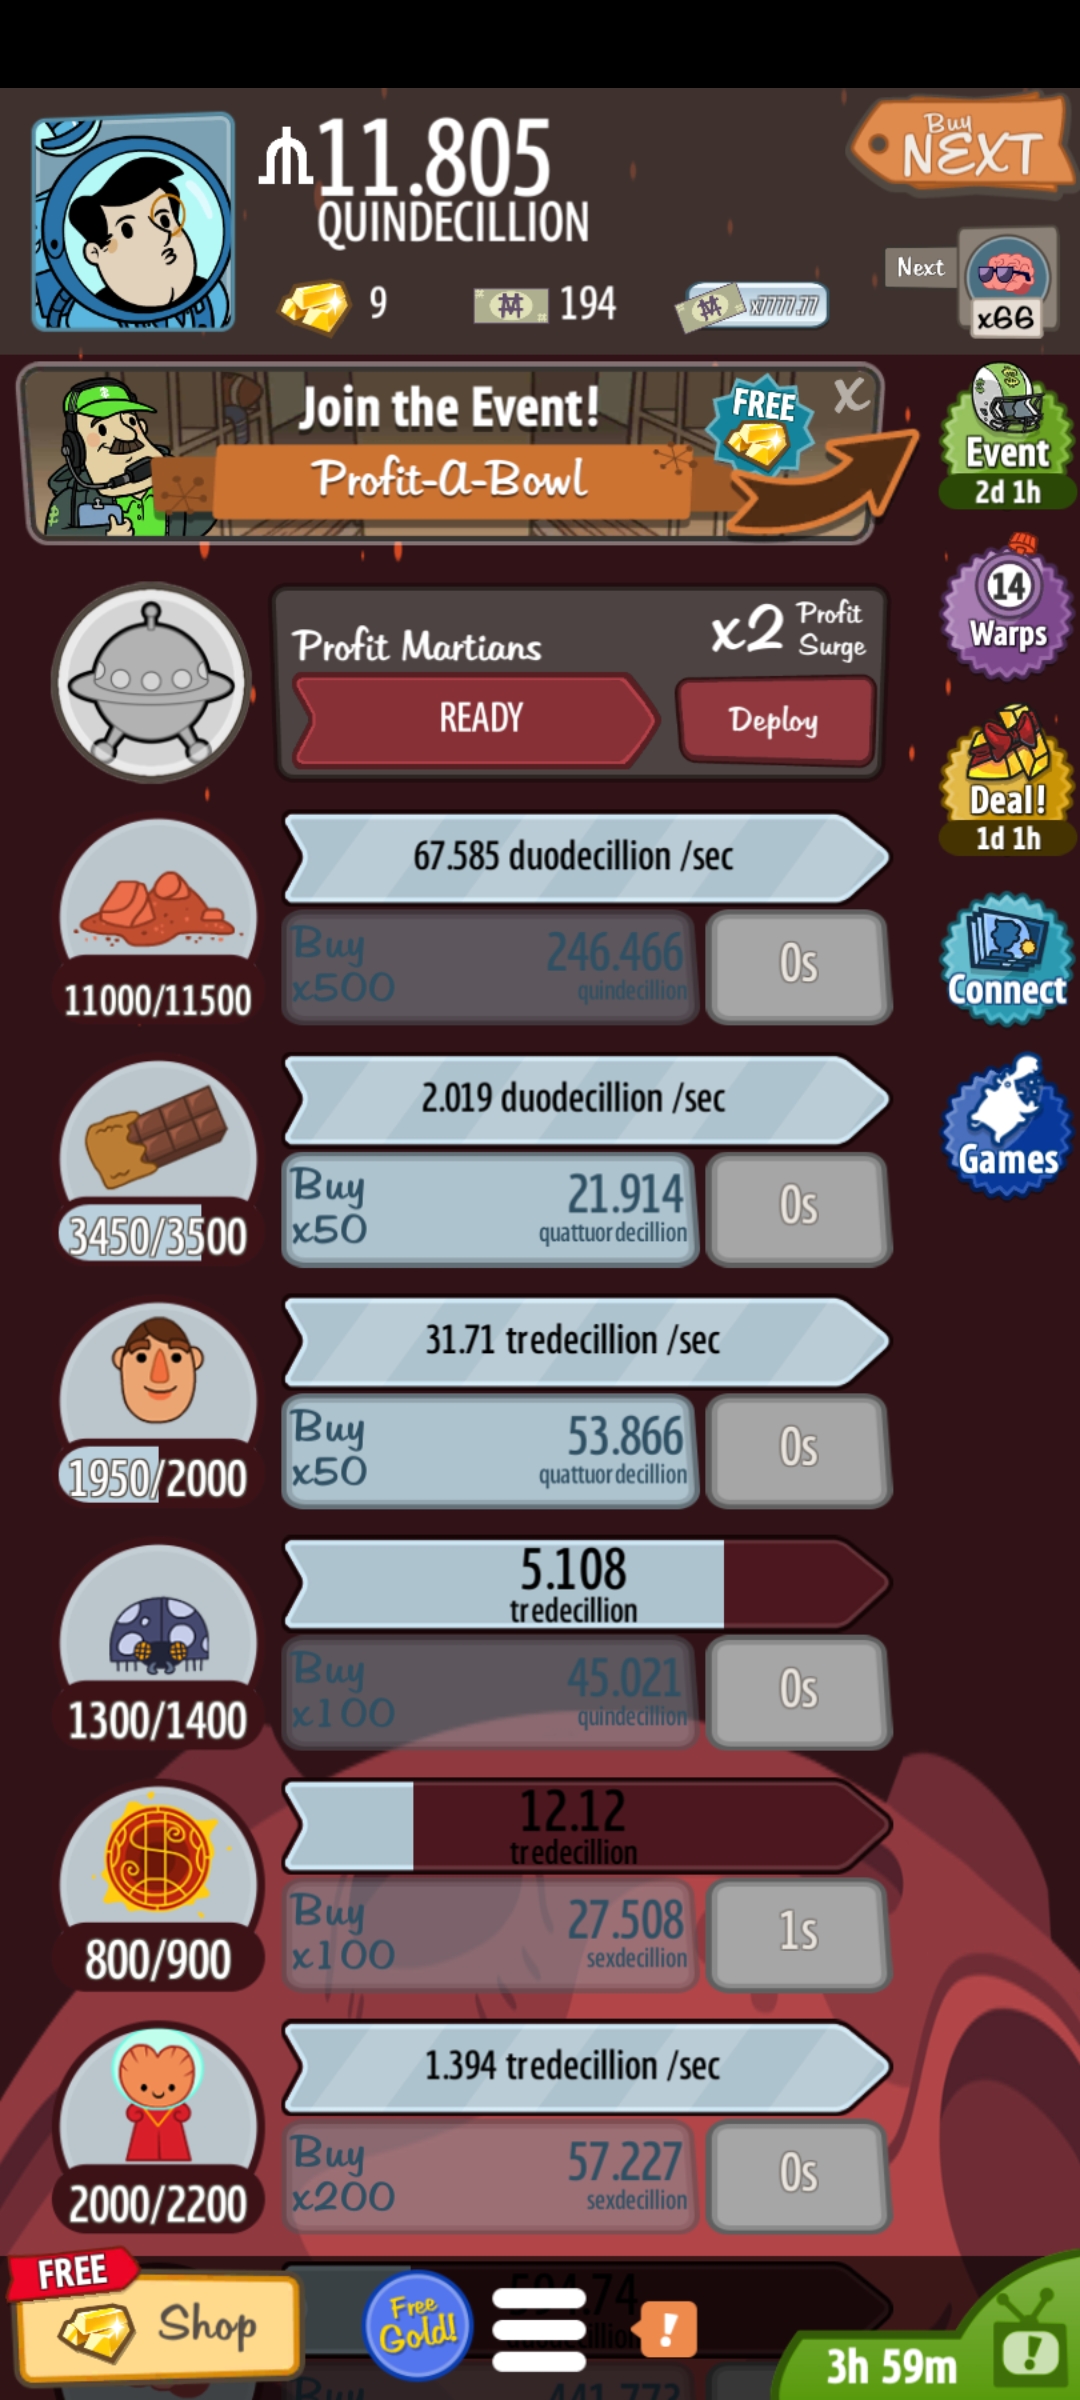 ₼11.805
QUINDECILLION
Buy
NEXT
9
194
x7777.77
Next
x66
Join the Event!
Profit-A-Bowl
FREE
X
Event
2d 1h
14
Warps
Profit Martians
x2 Profit
Surge
READY
Deploy
Deal!
1d 1h
67.585 duodecillion /sec
Buy
x500
246.466
quindecillion
0s
11000/11500
Connect
2.019 duodecillion /sec
Buy
x50
21.914
quattuordecillion
0s
3450/3500
Games
31.71 tredecillion /sec
Buy
x50
53.866
quattuordecillion
0s
1950/2000
5.108
tredecillion
Buy
x100
45.021
quindecillion
0s
1300/1400
12.12
tredecillion
Buy
x100
27.508
sexdecillion
1s
800/900
1.394 tredecillion /sec
Buy
x200
57.227
sexdecillion
0s
2000/2200
FREE
Shop
Free
Gold!
!
3h 59m
!
Buy